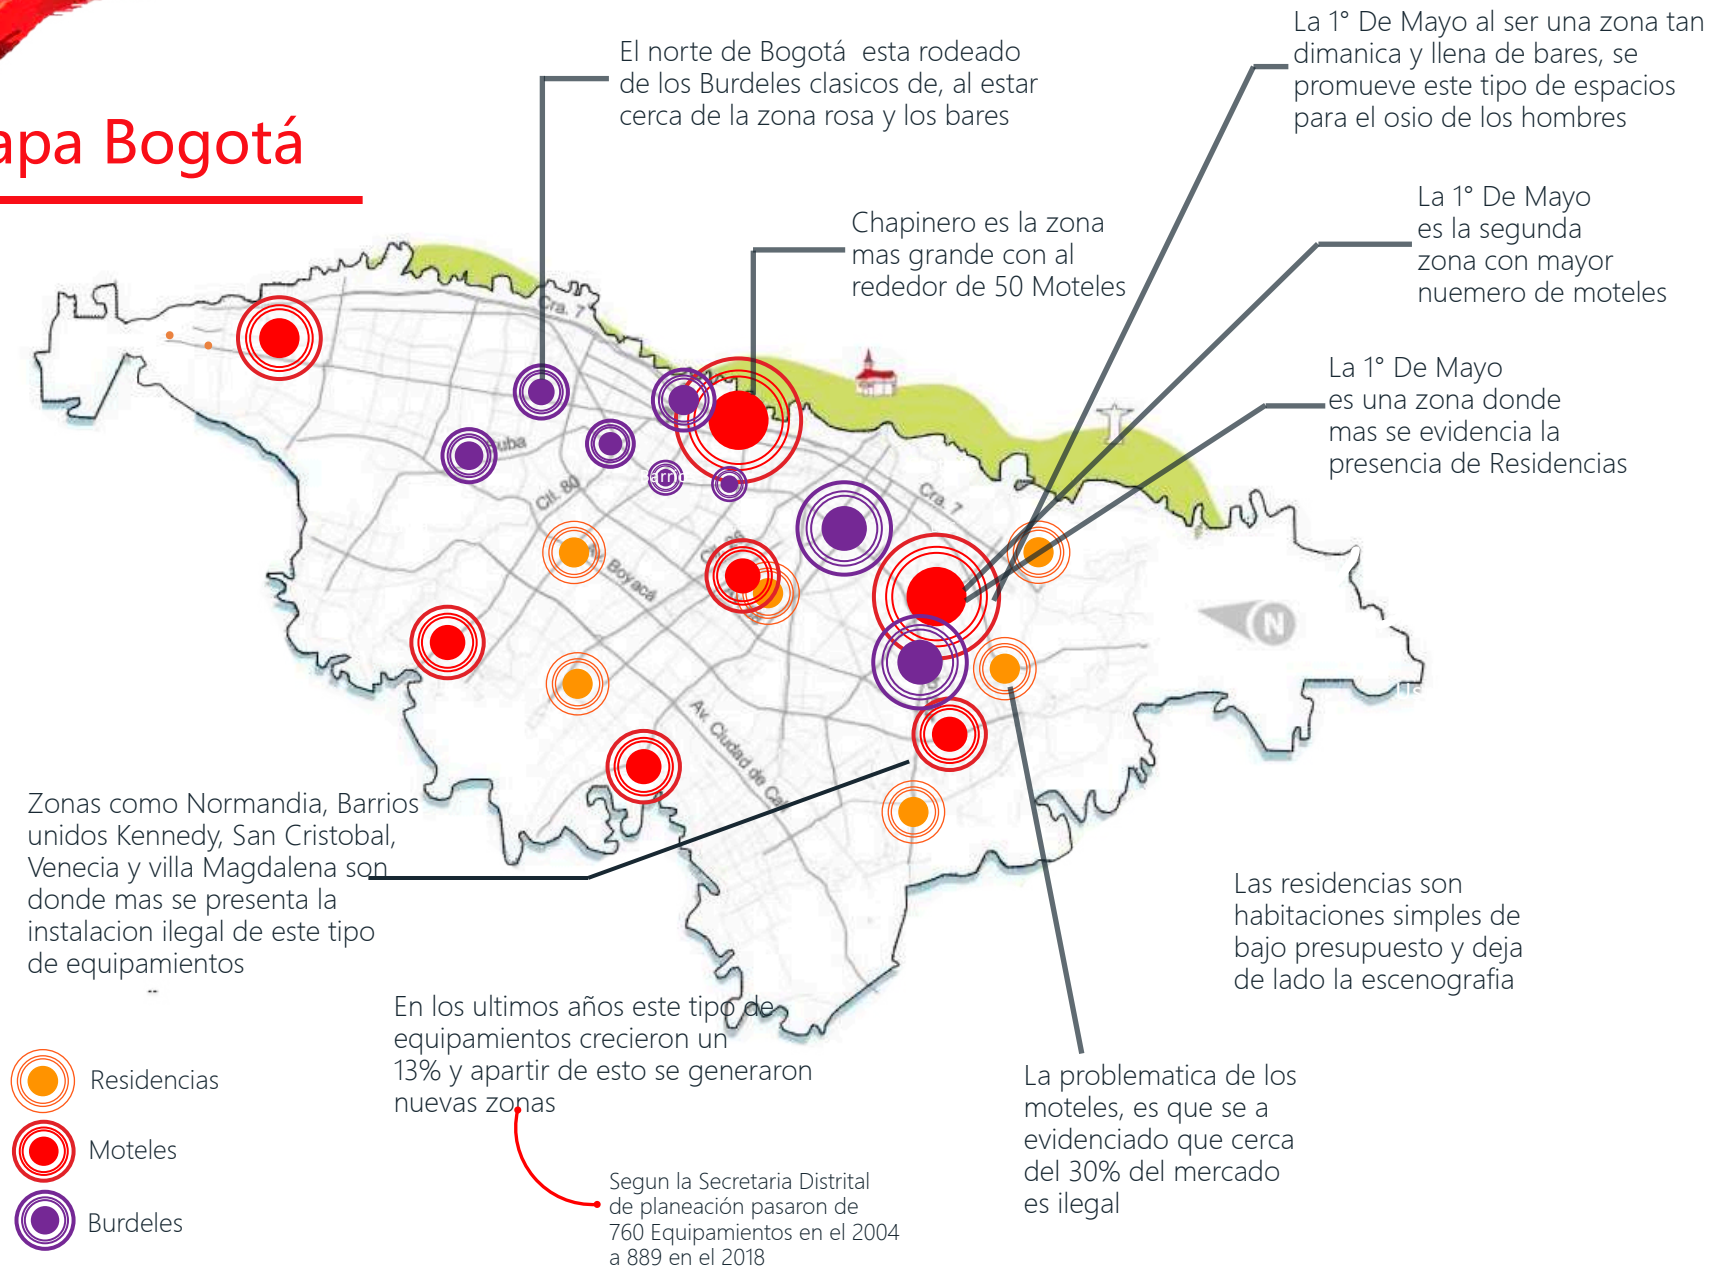 apa Bogotá
El norte de Bogotá esta rodeado
de los Burdeles clasicos de, al estar
cerca de la zona rosa y los bares
La 1° De Mayo al ser una zona tan
dimanica y llena de bares, se
promueve este tipo de espacios
para el osio de los hombres
Chapinero es la zona
mas grande con al
rededor de 50 Moteles
La 1° De Mayo
es la segunda
zona con mayor
nuemero de moteles
La 1° De Mayo
es una zona donde
mas se evidencia la
presencia de Residencias
Cra. 7
Cll. 80
Cra. 7
Av. Boyacá
N
Av. Ciudad de Cali
Zonas como Normandia, Barrios
unidos Kennedy, San Cristobal,
Venecia y villa Magdalena son
donde mas se presenta la
instalacion ilegal de este tipo
de equipamientos
Las residencias son
habitaciones simples de
bajo presupuesto y deja
de lado la escenografia
En los ultimos años este tipo de
equipamientos crecieron un
13% y apartir de esto se generaron
nuevas zonas
Segun la Secretaria Distrital
de planeación pasaron de
760 Equipamientos en el 2004
a 889 en el 2018
La problematica de los
moteles, es que se a
evidenciado que cerca
del 30% del mercado
es ilegal
Residencias
Moteles
Burdeles